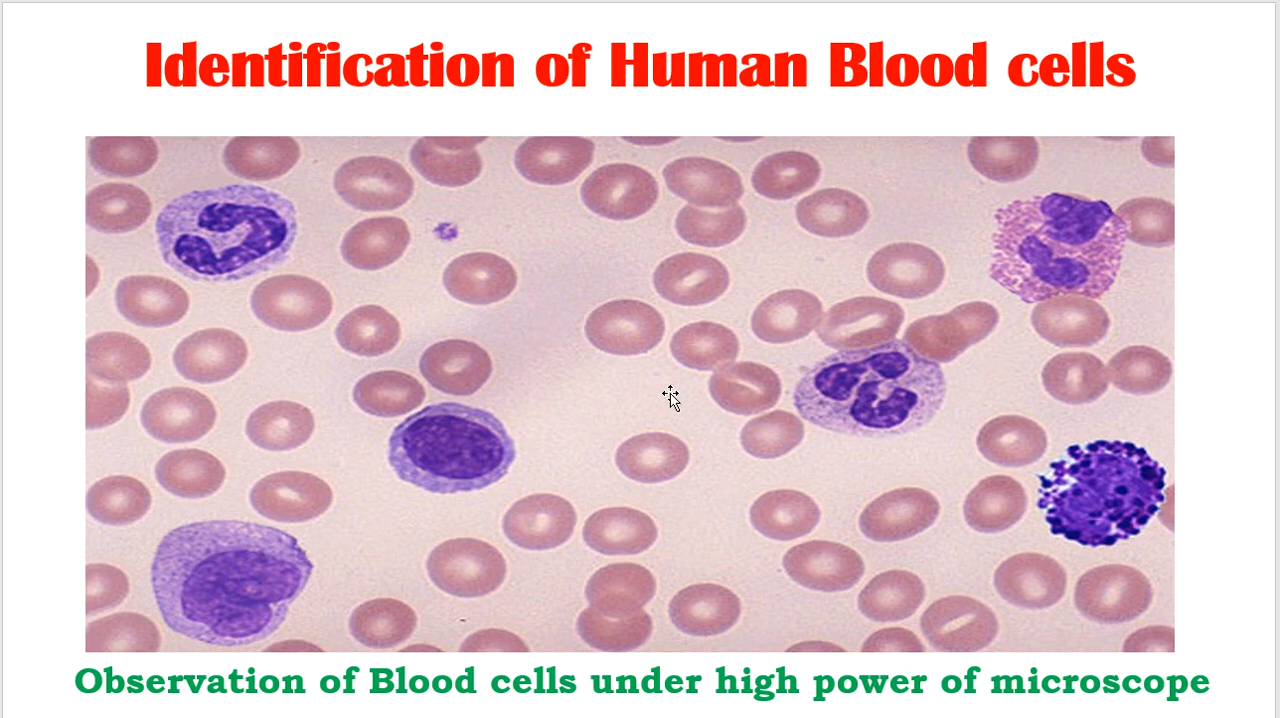 Identification of Human Blood cells
Observation of Blood cells under high power of microscope